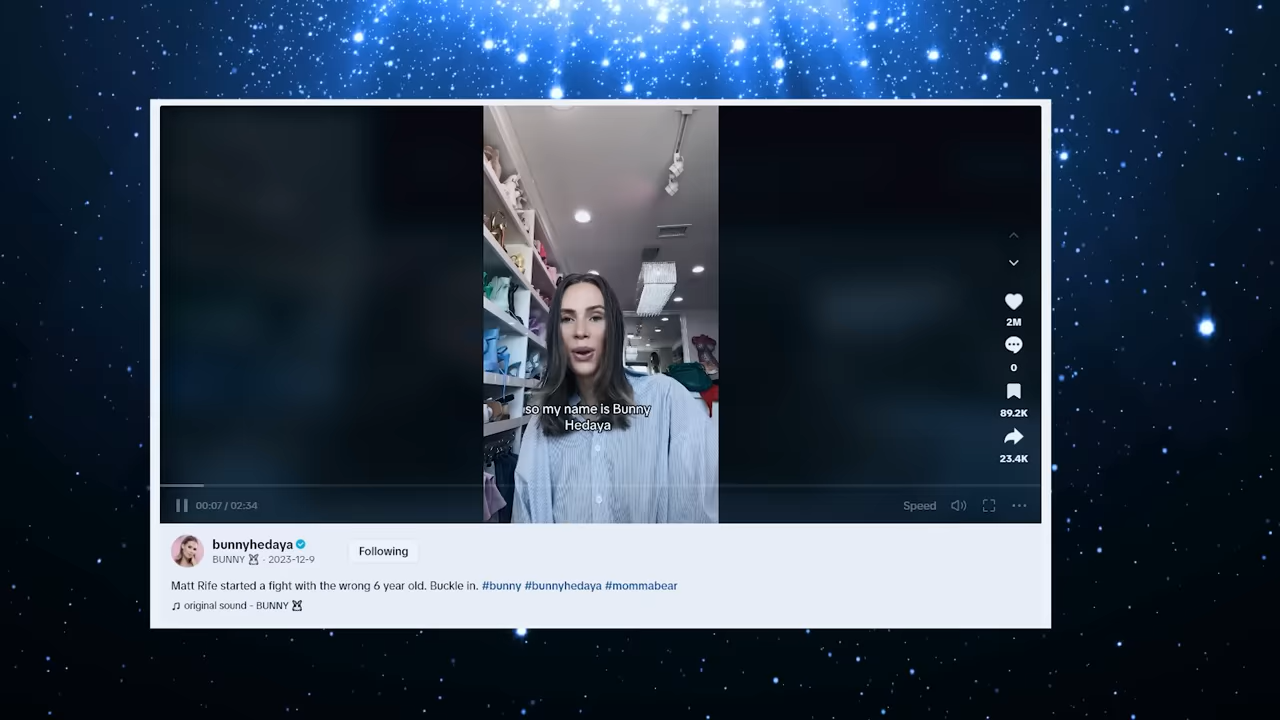 so my name is Bunny
Hedaya
2M
0
89.2K
23.4K
00:07 / 02:34
Speed
bunnyhedaya
BUNNY · 2023-12-9
Following
Matt Rife started a fight with the wrong 6 year old. Buckle in. #bunny #bunnyhedaya #mommabear
original sound - BUNNY